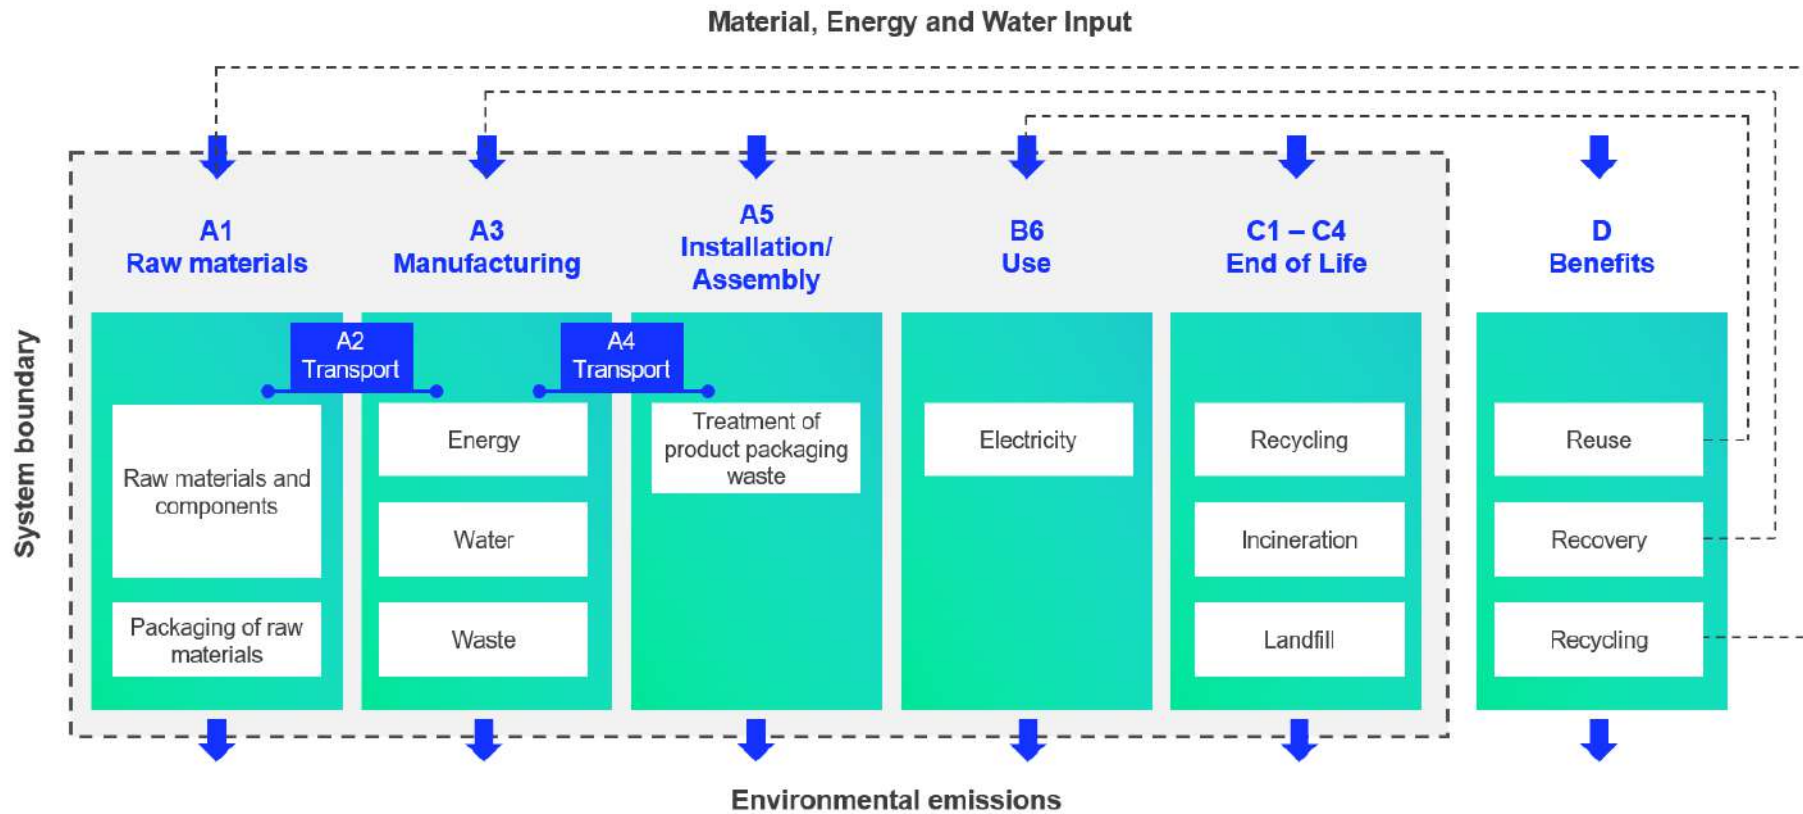 Material, Energy and Water Input
System boundary
A1
Raw materials
A3
Manufacturing
A5
Installation/
Assembly
B6
Use
C1 – C4
End of Life
D
Benefits
A2
Transport
A4
Transport
Raw materials and
components
Packaging of raw
materials
Energy
Water
Waste
Treatment of
product packaging
waste
Electricity
Recycling
Incineration
Landfill
Reuse
Recovery
Recycling
Environmental emissions